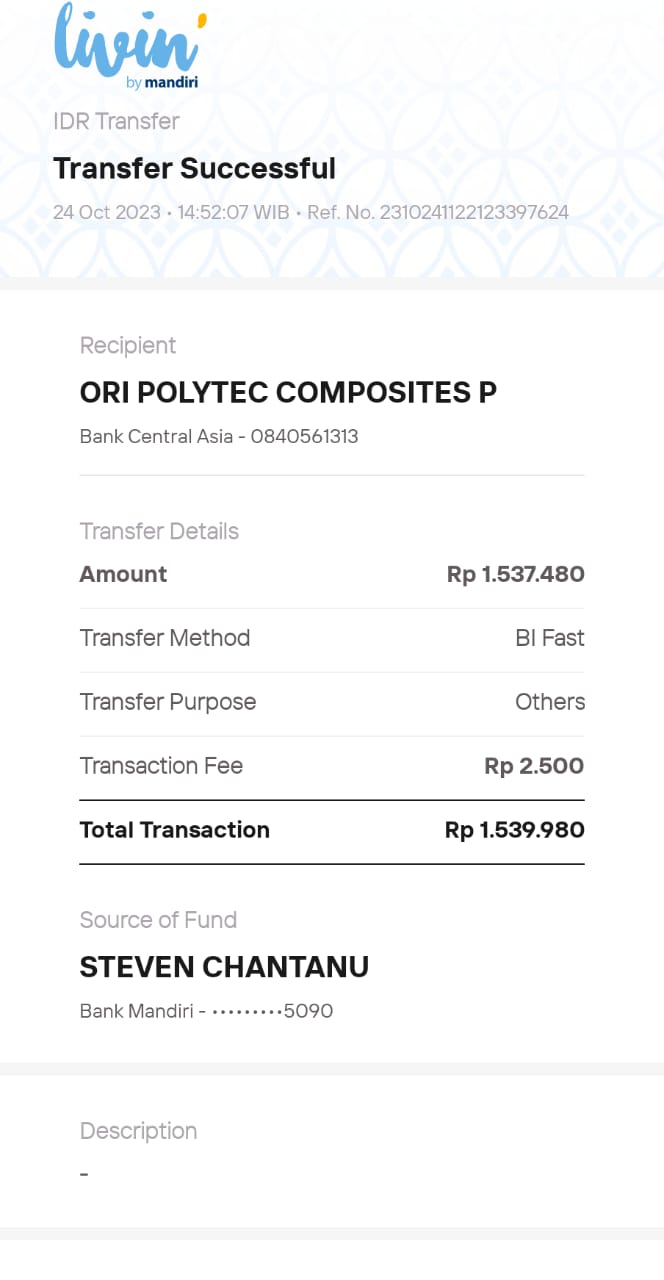 livin'
by mandiri
IDR Transfer
Transfer Successful
24 Oct 2023 • 14:52:07 WIB • Ref. No. 2310241122123397624
Recipient
ORI POLYTEC COMPOSITES P
Bank Central Asia - 0840561313
Transfer Details
Amount Rp 1.537.480
Transfer Method BI Fast
Transfer Purpose Others
Transaction Fee Rp 2.500
Total Transaction Rp 1.539.980
Source of Fund
STEVEN CHANTANU
Bank Mandiri - •••••••••5090
Description
-